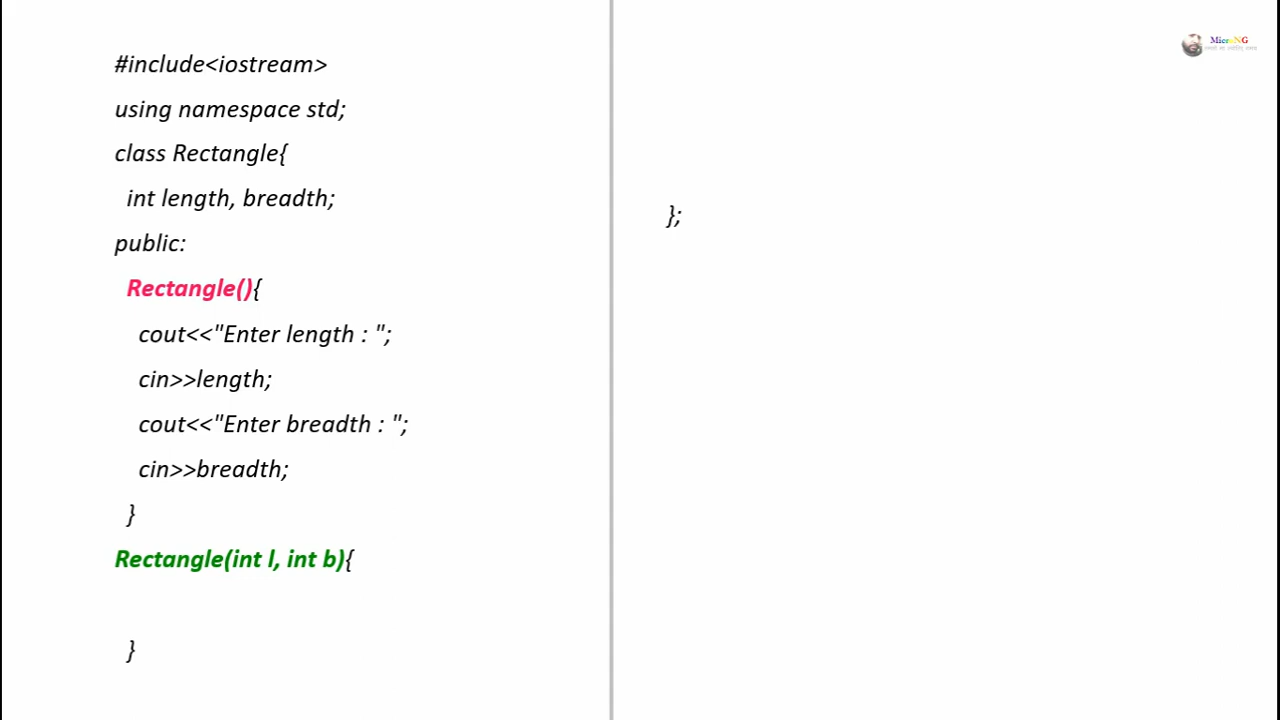 #include<iostream>
using namespace std;
class Rectangle{
int length, breadth;
public:
Rectangle(){
cout<<"Enter length : ";
cin>>length;
cout<<"Enter breadth : ";
cin>>breadth;
}
Rectangle(int l, int b){
}
};
MicroNG